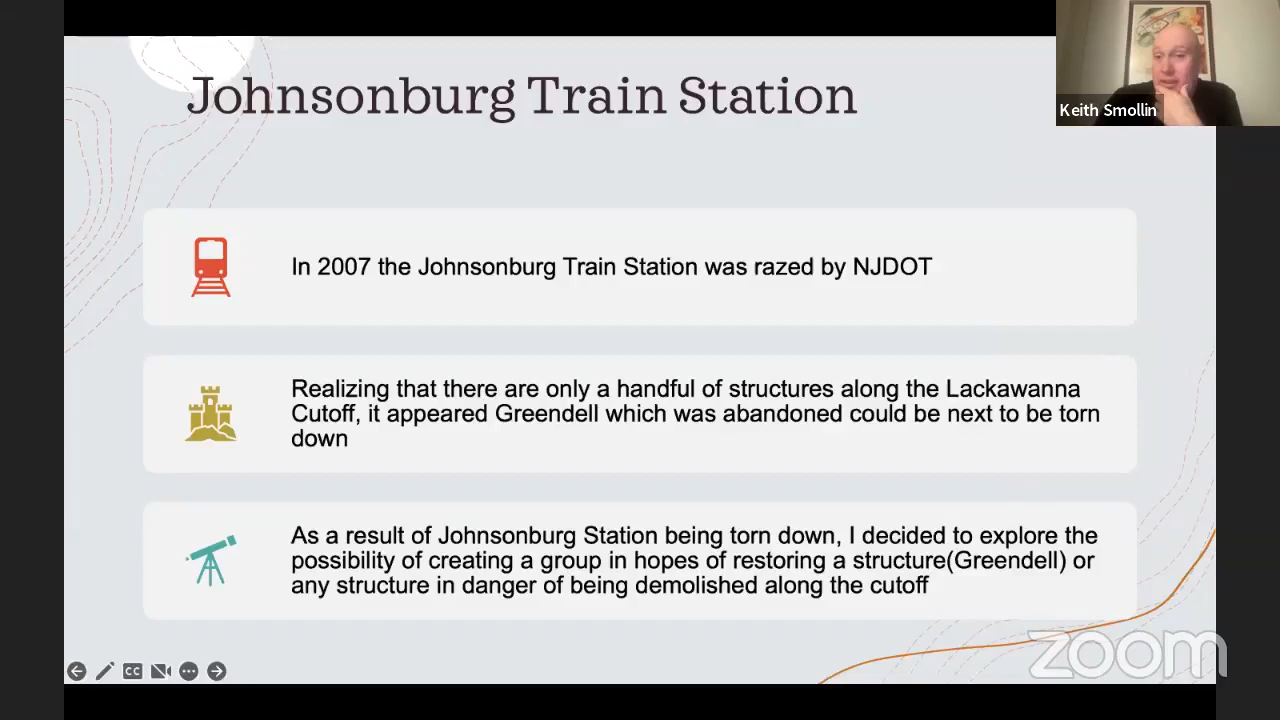 Johnsonburg Train Station
Keith Smollin
In 2007 the Johnsonburg Train Station was razed by NJDOT
Realizing that there are only a handful of structures along the Lackawanna
Cutoff, it appeared Greendell which was abandoned could be next to be torn
down
As a result of Johnsonburg Station being torn down, I decided to explore the
possibility of creating a group in hopes of restoring a structure(Greendell) or
any structure in danger of being demolished along the cutoff
CC
zoom